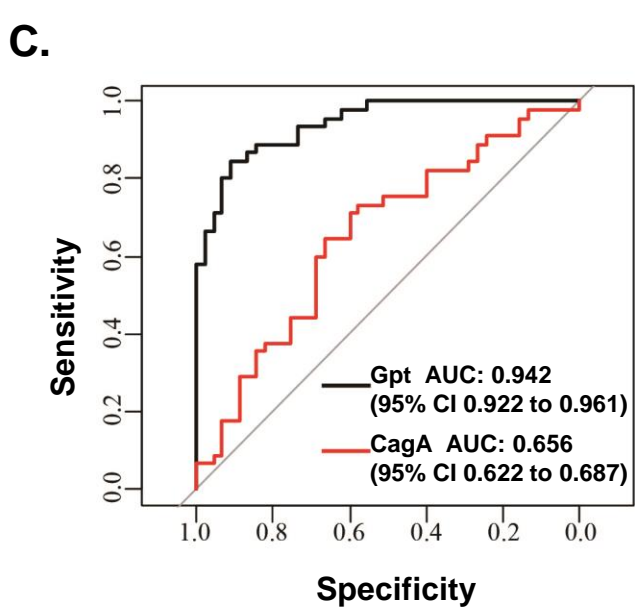 C.
1.0
0.8
0.6
0.4
0.2
0.0
Sensitivity
Gpt AUC: 0.942
(95% CI 0.922 to 0.961)
CagA AUC: 0.656
(95% CI 0.622 to 0.687)
1.0 0.8 0.6 0.4 0.2 0.0
Specificity